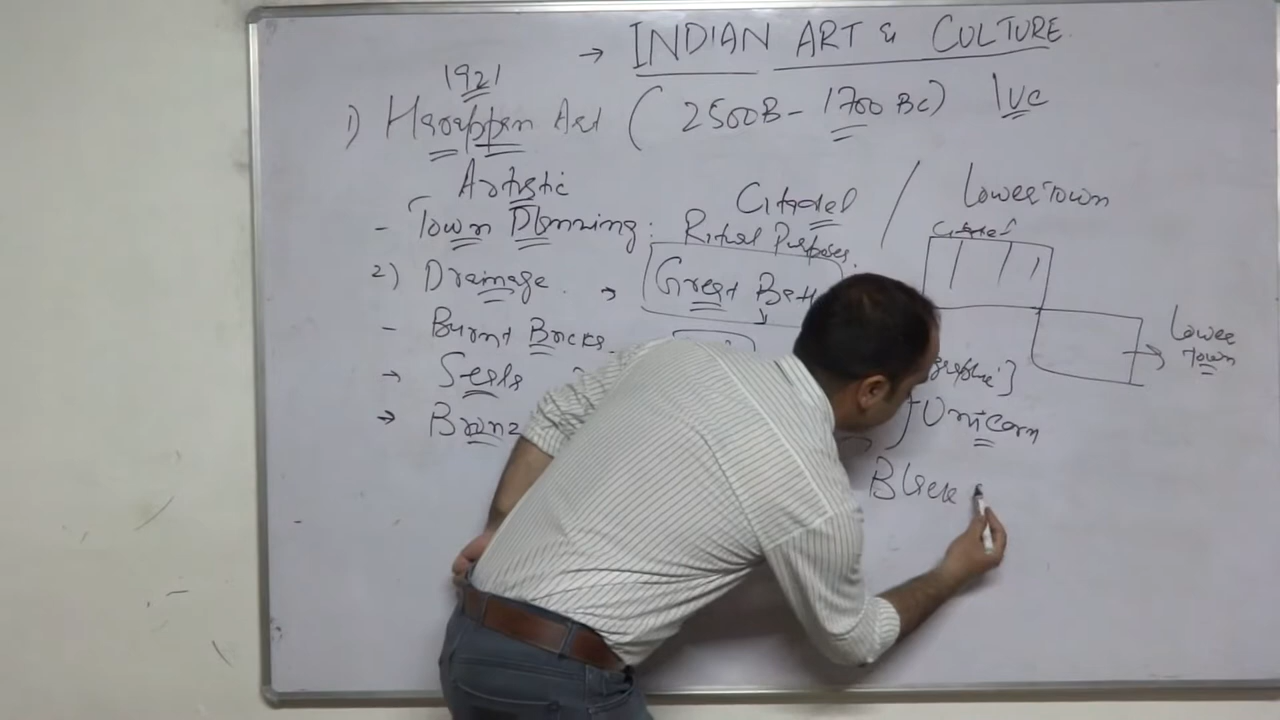 → INDIAN ART & CULTURE
1921
1) Harappan Art ( 2500B - 1700 BC) IVC
Artistic
Citadel / Lower Town
- Town Planning : Ritual Purposes.
Citadel
2) Drainage. → Great Bath
Lower
Town
- Burnt Bricks
→ Seals
→ Bronz
Unicorn
Black